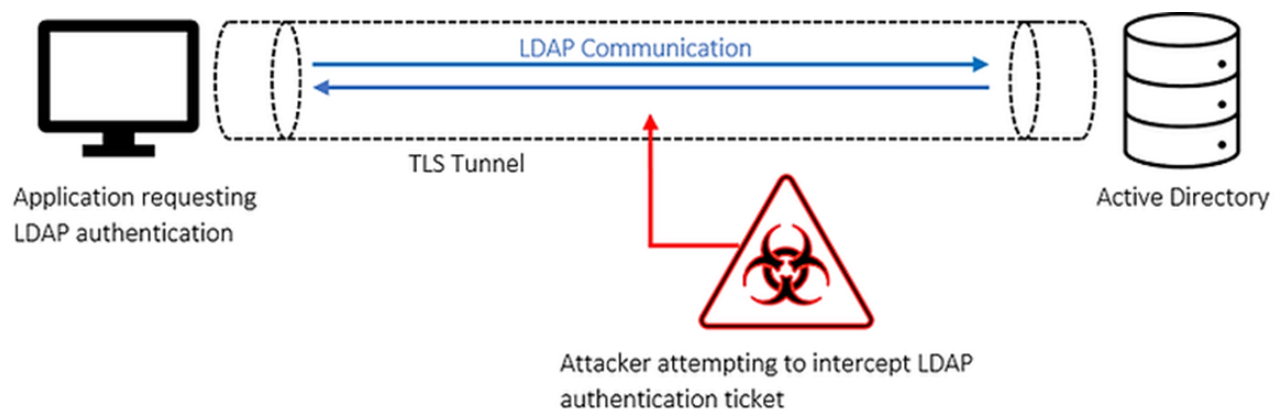 LDAP Communication
TLS Tunnel
Application requesting
LDAP authentication
Active Directory
Attacker attempting to intercept LDAP
authentication ticket